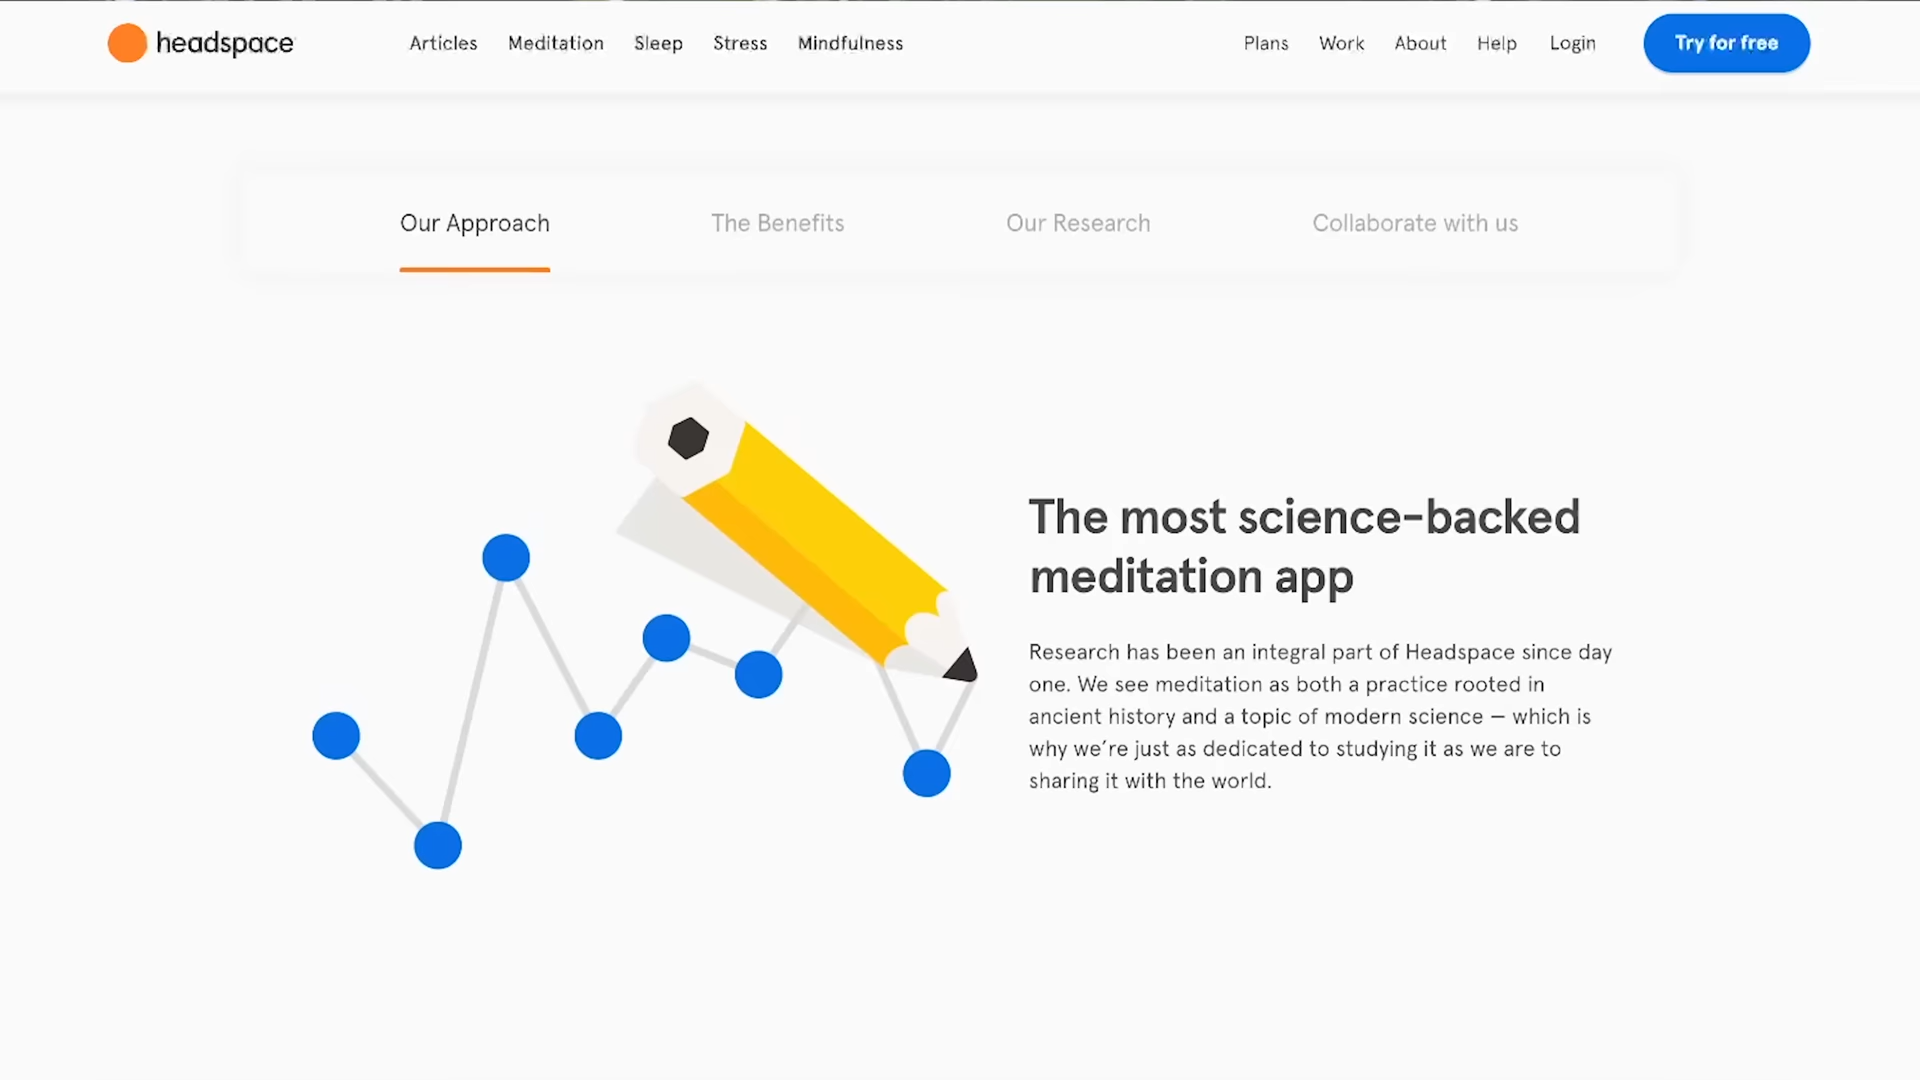 headspace
Articles Meditation Sleep Stress Mindfulness
Plans Work About Help Login
Try for free
Our Approach The Benefits Our Research Collaborate with us
The most science-backed
meditation app
Research has been an integral part of Headspace since day
one. We see meditation as both a practice rooted in
ancient history and a topic of modern science — which is
why we’re just as dedicated to studying it as we are to
sharing it with the world.